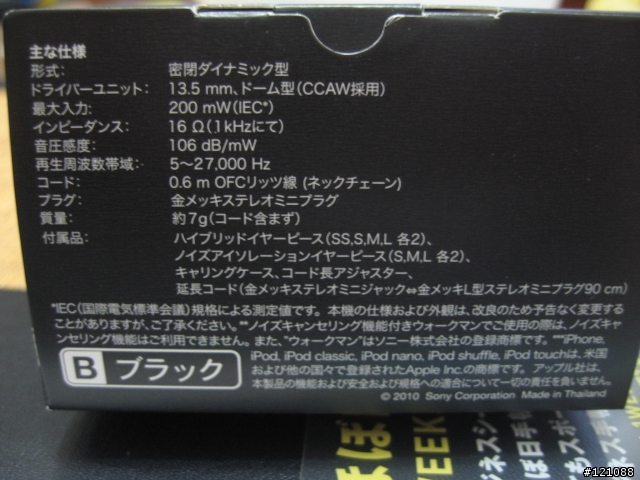 主な仕様
形式: 密閉ダイナミック型
ドライバーユニット: 13.5 mm、ドーム型(CCAW採用)
最大入力: 200 mW(IEC*)
インピーダンス: 16 Ω(1kHzにて)
音圧感度: 106 dB/mW
再生周波数帯域: 5～27,000 Hz
コード: 0.6 m OFCリッツ線 (ネックチェーン)
プラグ: 金メッキステレオミニプラグ
質量: 約7g(コード含まず)
付属品: ハイブリッドイヤーピース(SS,S,M,L 各2)、
ノイズアイソレーションイヤーピース(S,M,L 各2)、
キャリングケース、コード長アジャスター、
延長コード(金メッキステレオミニジャック⇔金メッキL型ステレオミニプラグ90 cm)
*IEC(国際電気標準会議)規格による測定値です。本機の仕様および外観は、改良のため予告なく変更する
ことがありますが、ご了承ください。**ノイズキャンセリング機能付きウォークマンでご使用の際は、ノイズキャ
ンセリング機能はご利用できません。また、"ウォークマン"はソニー株式会社の登録商標です。***iPhone,
iPod, iPod classic, iPod nano, iPod shuffle, iPod touchは、米国
および他の国々で登録されたApple Inc.の商標です。アップル社は、
本製品の機能および安全および規格への適合について一切の責任を負いません。
B ブラック
© 2010 Sony Corporation Made in Thailand
まぼ
WEEK
ジネスシー
ほ日手帳
#121088